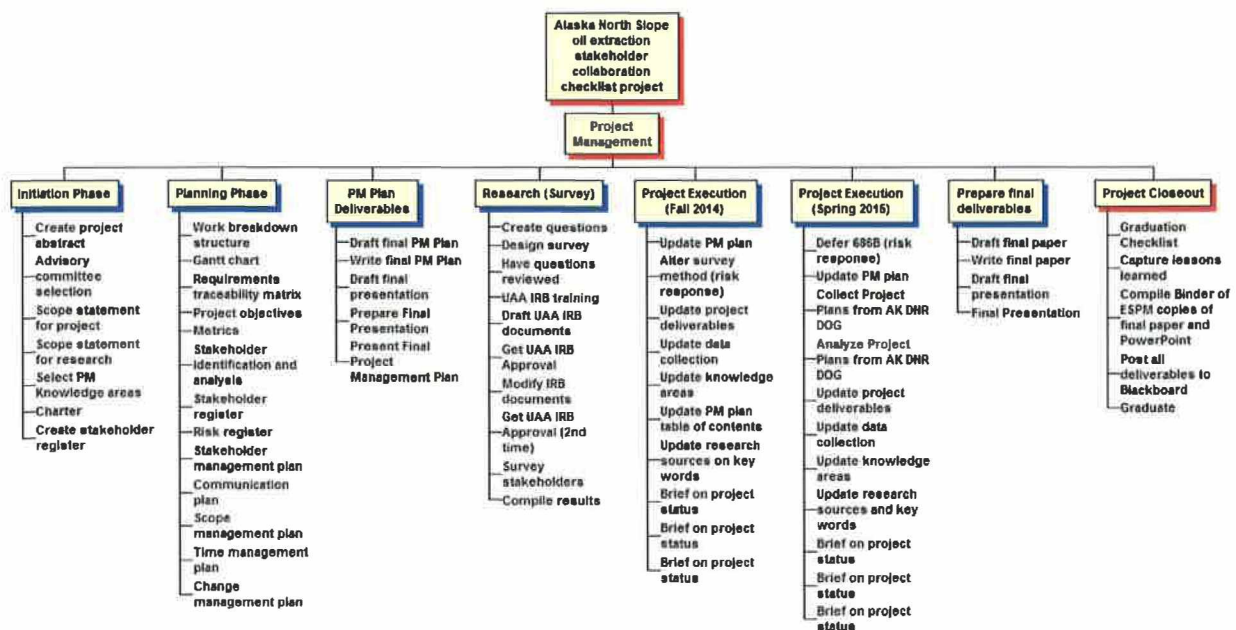 Alaska North Slope
oil extraction
stakeholder
collaboration
checklist project
Project
Management
Initiation Phase
Create project
abstract
Advisory
committee
selection
Scope statement
for project
Scope statement
for research
Select PM
Knowledge areas
Charter
Create stakeholder
register
Planning Phase
Work breakdown
structure
Gantt chart
Requirements
traceability matrix
Project objectives
Metrics
Stakeholder
Identification and
analysis
Stakeholder
register
Risk register
Stakeholder
management plan
Communication
plan
Scope
management plan
Time management
plan
Change
management plan
PM Plan
Deliverables
Draft final PM Plan
Write final PM Plan
Draft final
presentation
Prepare Final
Presentation
Present Final
Project
Management Plan
Research (Survey)
Create questions
Design survey
Have questions
reviewed
UAA IRB training
Draft UAA IRB
documents
Get UAA IRB
Approval
Modify IRB
documents
Get UAA IRB
Approval (2nd
time)
Survey
stakeholders
Compile results
Project Execution
(Fall 2014)
Update PM plan
Alter survey
method (risk
response)
Update project
deliverables
Update data
collection
Update knowledge
areas
Update PM plan
table of contents
Update research
sources on key
words
Brief on project
status
Brief on project
status
Brief on project
status
Project Execution
(Spring 2015)
Defer 686B (risk
response)
Update PM plan
Collect Project
Plans from AK DNR
DOG
Analyze Project
Plans from AK DNR
DOG
Update project
deliverables
Update data
collection
Update knowledge
areas
Update research
sources and key
words
Brief on project
status
Brief on project
status
Brief on project
status
Prepare final
deliverables
Draft final paper
Write final paper
Draft final
presentation
Final Presentation
Project Closeout
Graduation
Checklist
Capture lessons
learned
Compile Binder of
ESPM copies of
final paper and
PowerPoint
Post all
deliverables to
Blackboard
Graduate